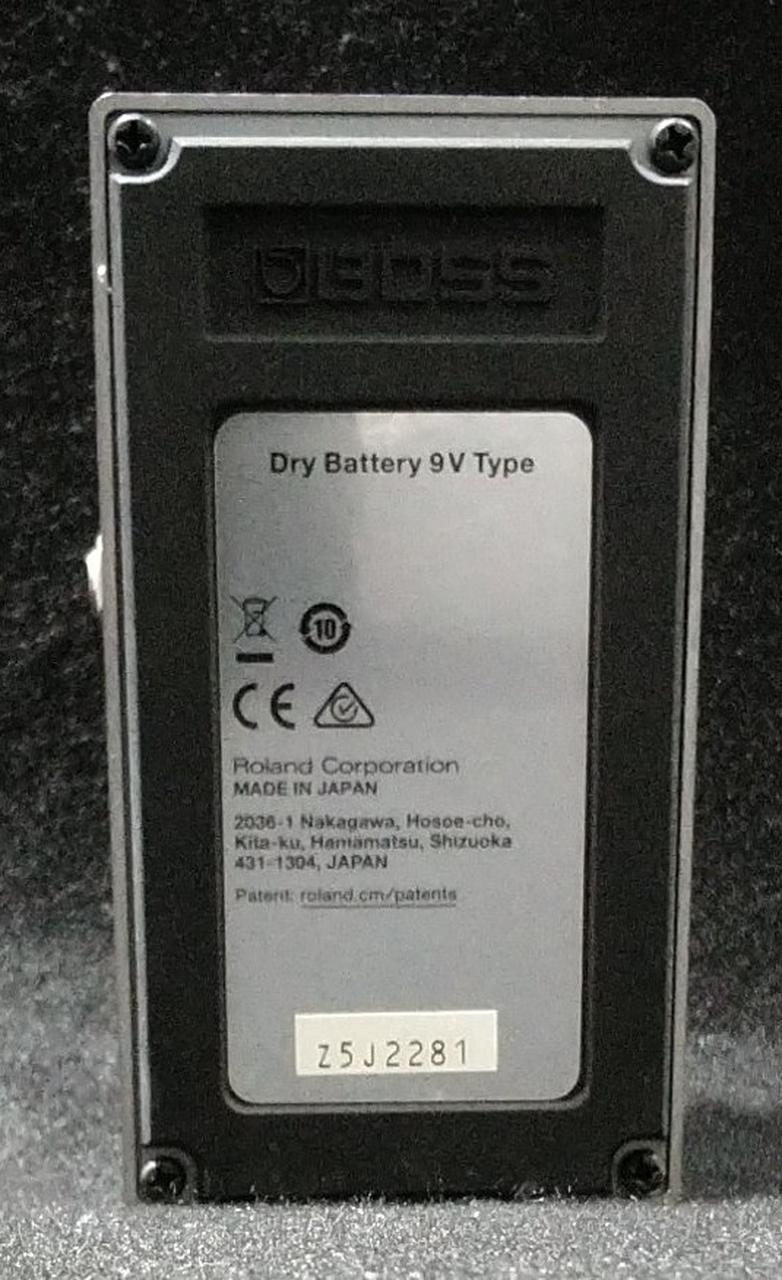 BOSS
Dry Battery 9V Type
10
CE
Roland Corporation
MADE IN JAPAN
2036-1 Nakagawa, Hosoe-cho,
Kita-ku, Hamamatsu, Shizuoka
431-1304, JAPAN
Patent: roland.cm/patents
Z5J2281